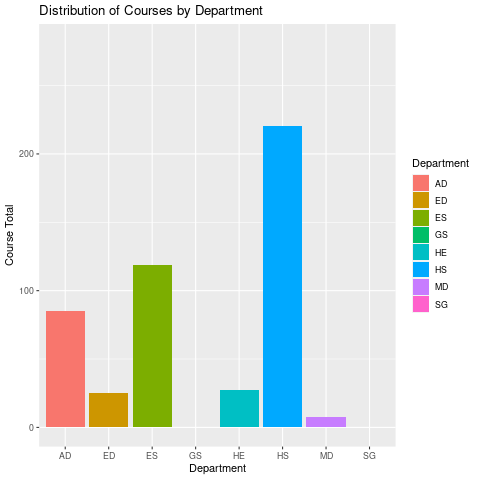 Distribution of Courses by Department
Course Total
200
100
0
AD ED ES GS HE HS MD SG
Department
Department
AD
ED
ES
GS
HE
HS
MD
SG